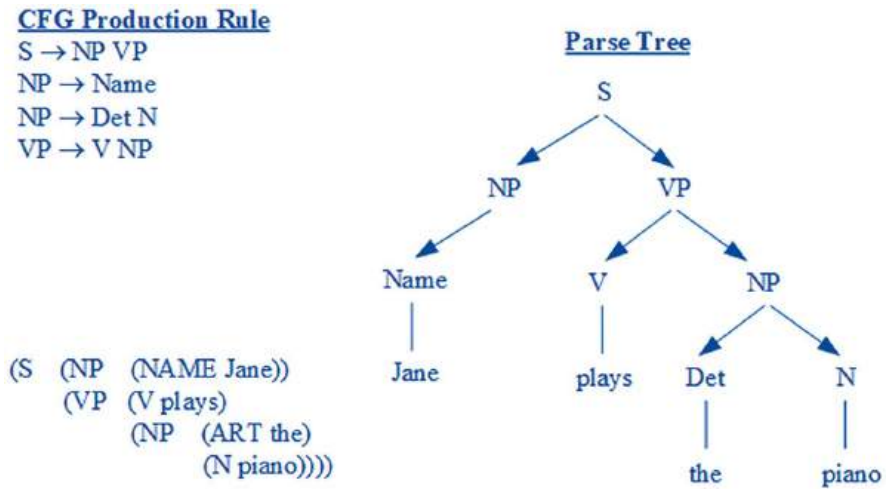 CFG Production Rule
S → NP VP
NP → Name
NP → Det N
VP → V NP
Parse Tree
S
NP VP
Name V NP
Jane plays Det N
the piano
(S (NP (NAME Jane))
(VP (V plays)
(NP (ART the)
(N piano))))